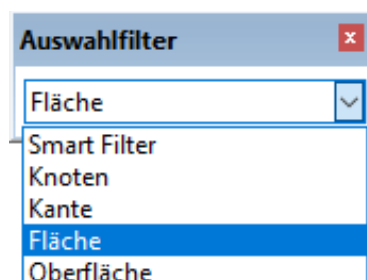 Auswahlfilter
Fläche
Smart Filter
Knoten
Kante
Fläche
Oberfläche